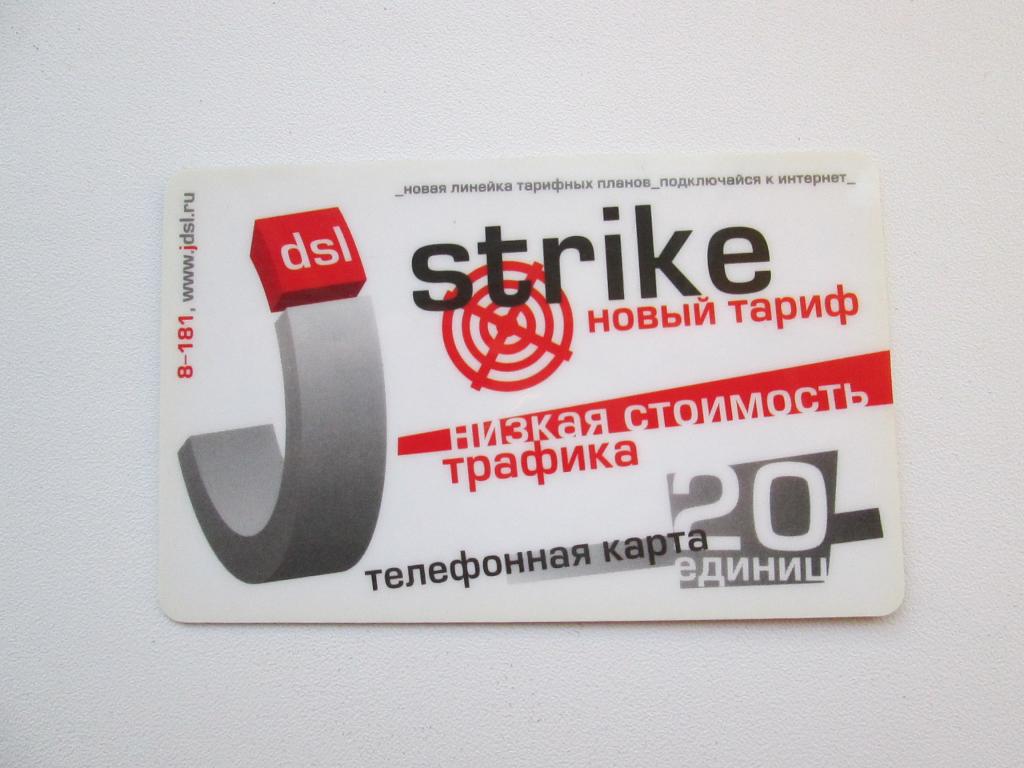 _новая линейка тарифных планов_подключайся к интернет_
8-181, www.jdsl.ru
j dsl
strike
новый тариф
низкая стоимость
трафика
20
телефонная карта
единиц